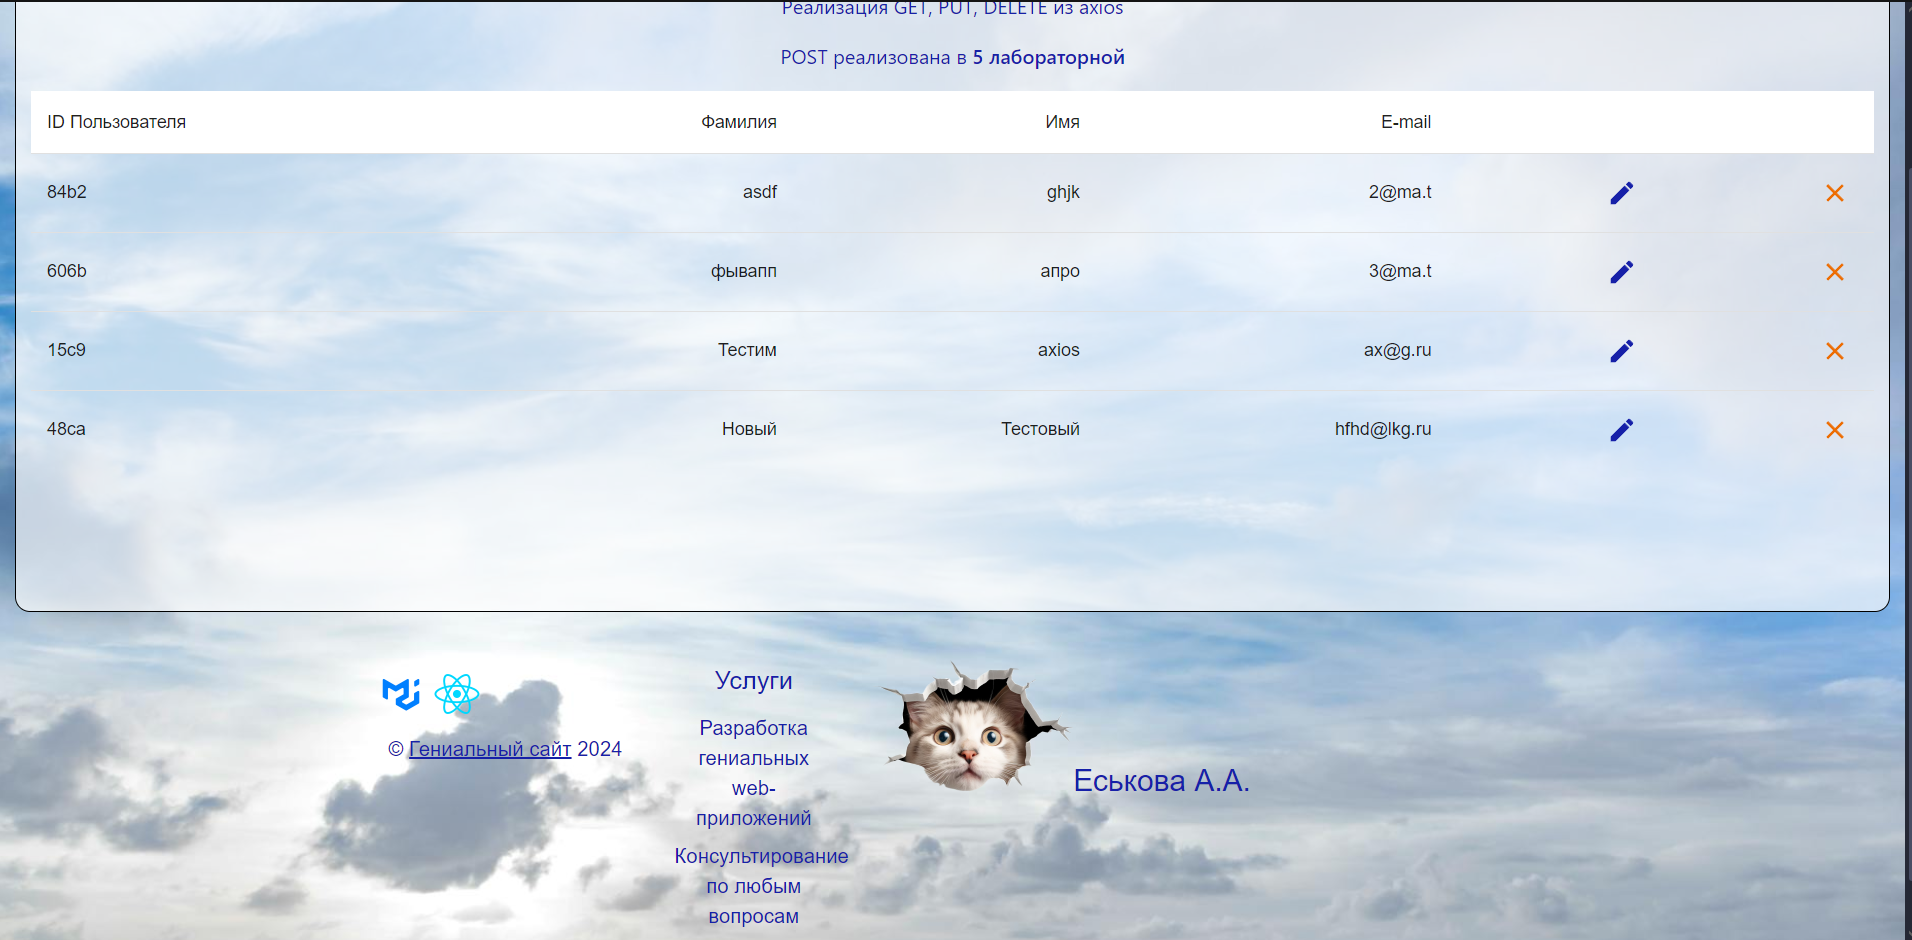 Реализация GET, PUT, DELETE из axios
POST реализована в 5 лабораторной
ID Пользователя Фамилия Имя E-mail
84b2 asdf ghjk 2@ma.t
606b фывапп апро 3@ma.t
15c9 Тестим axios ax@g.ru
48ca Новый Тестовый hfhd@lkg.ru
© Гениальный сайт 2024
Услуги
Разработка
гениальных
web-
приложений
Консультирование
по любым
вопросам
Еськова А.А.